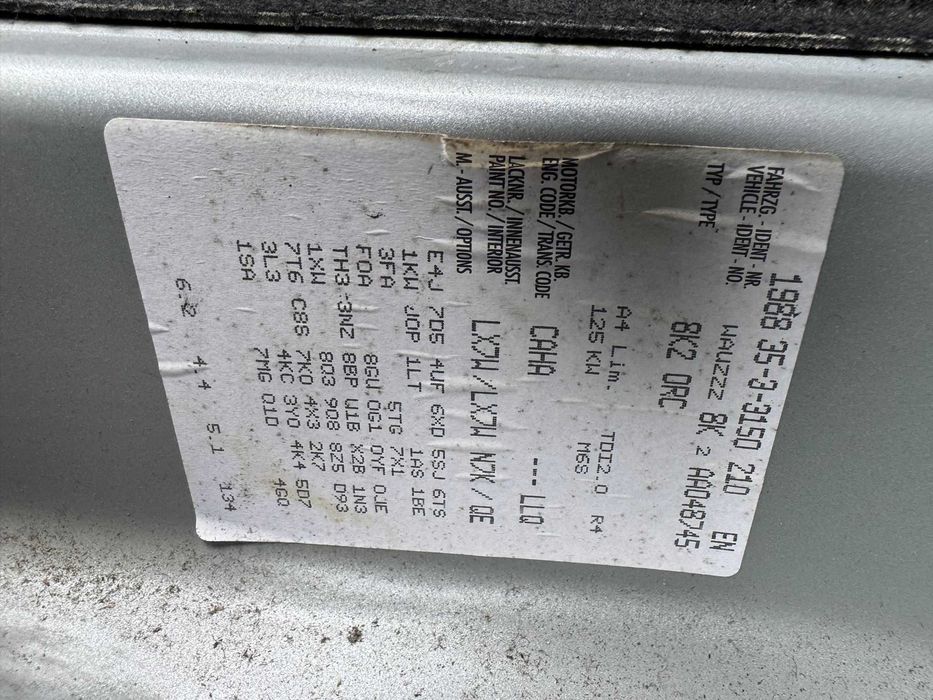 1988 35-3-3150 210 EN
FAHRZG. - IDENT - NR.
VEHICLE - IDENT - NO.
WAUZZZ 8K 2 AA048745
TYP / TYPE 8K2 0RC
A4 Lim. TDI2.0 R4
125 KW M6S
MOTORKB. / GETR. KB.
ENG. CODE / TRANS. CODE
CAHA --- LLQ
LACKNR. / INNENAUSST.
PAINT NO. / INTERIOR
LX7W/LX7W N2K / QE
M. - AUSST. / OPTIONS
E4J 7D5 4UF 6XD 5SJ 6TS
1KW J0P 1LT 1AS 1BE
3FA 5TG 7X1
F0A 8GU 0G1 0YF 0JE
TH3 3NZ 8BP U1B X2B 1N3
1XW 803 9D8 8Z5 D93
7T6 C8S 7K0 4X3 2K7
3L3 4KC 3Y0 4K4 5D7
1SA 7MG Q1D 4GQ
6.2 4.4 5.1 134